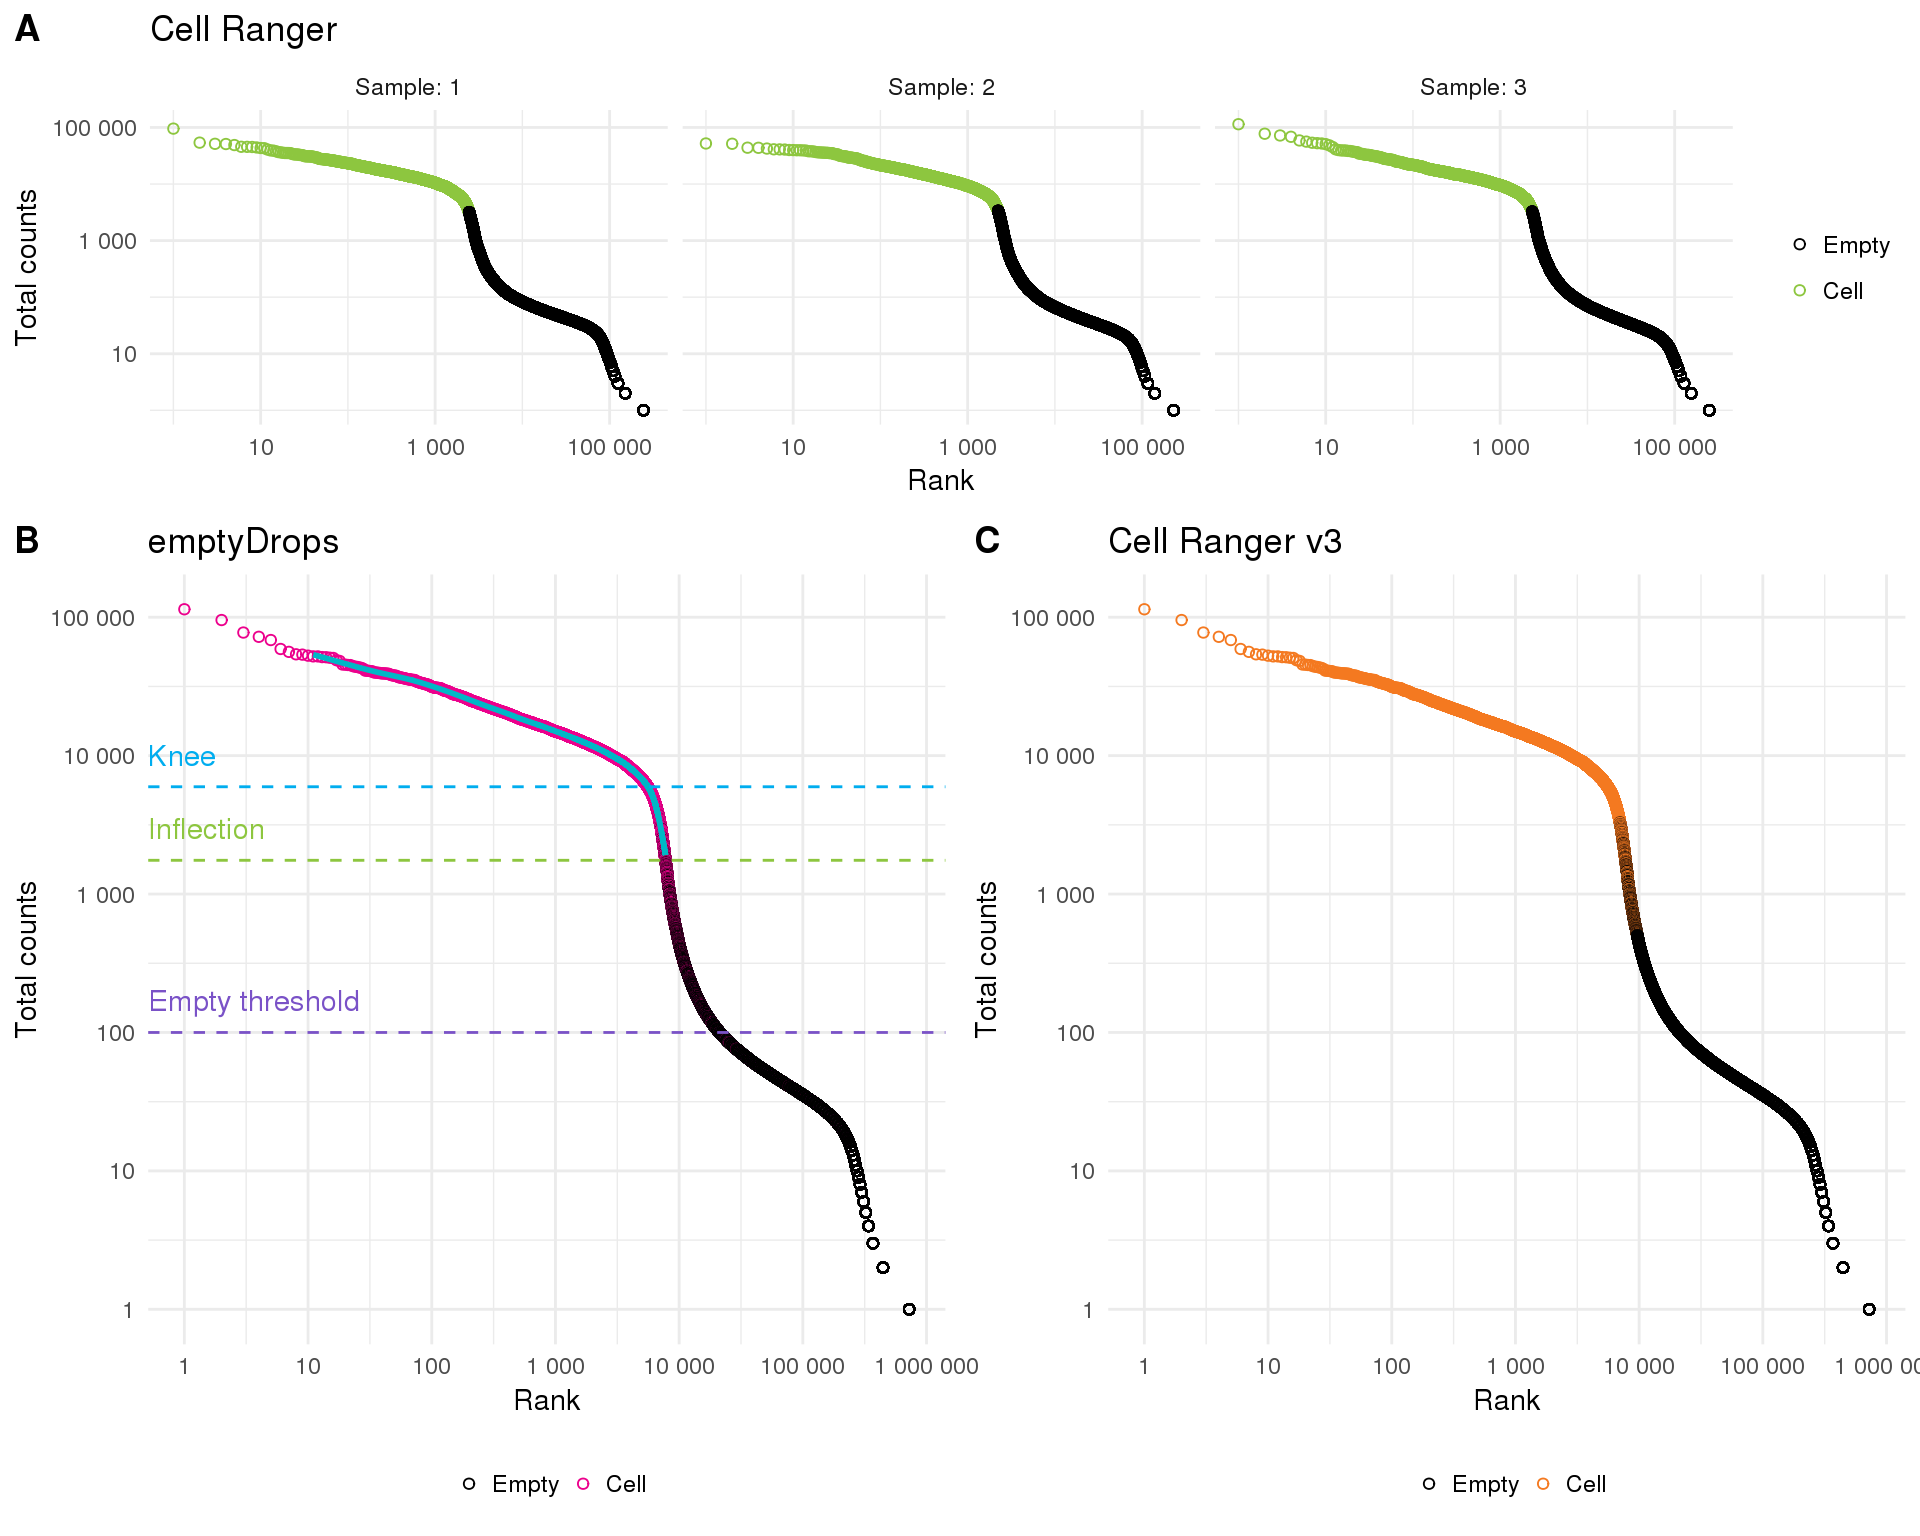 A Cell Ranger
Sample: 1 Sample: 2 Sample: 3
100 000
1 000
10
Total counts
10 1 000 100 000 10 1 000 100 000 10 1 000 100 000
Rank
Empty
Cell
B emptyDrops
100 000
10 000
1 000
100
10
1
Total counts
Knee
Inflection
Empty threshold
1 10 100 1 000 10 000 100 000 1 000 000
Rank
Empty Cell
C Cell Ranger v3
100 000
10 000
1 000
100
10
1
Total counts
1 10 100 1 000 10 000 100 000 1 000 00
Rank
Empty Cell